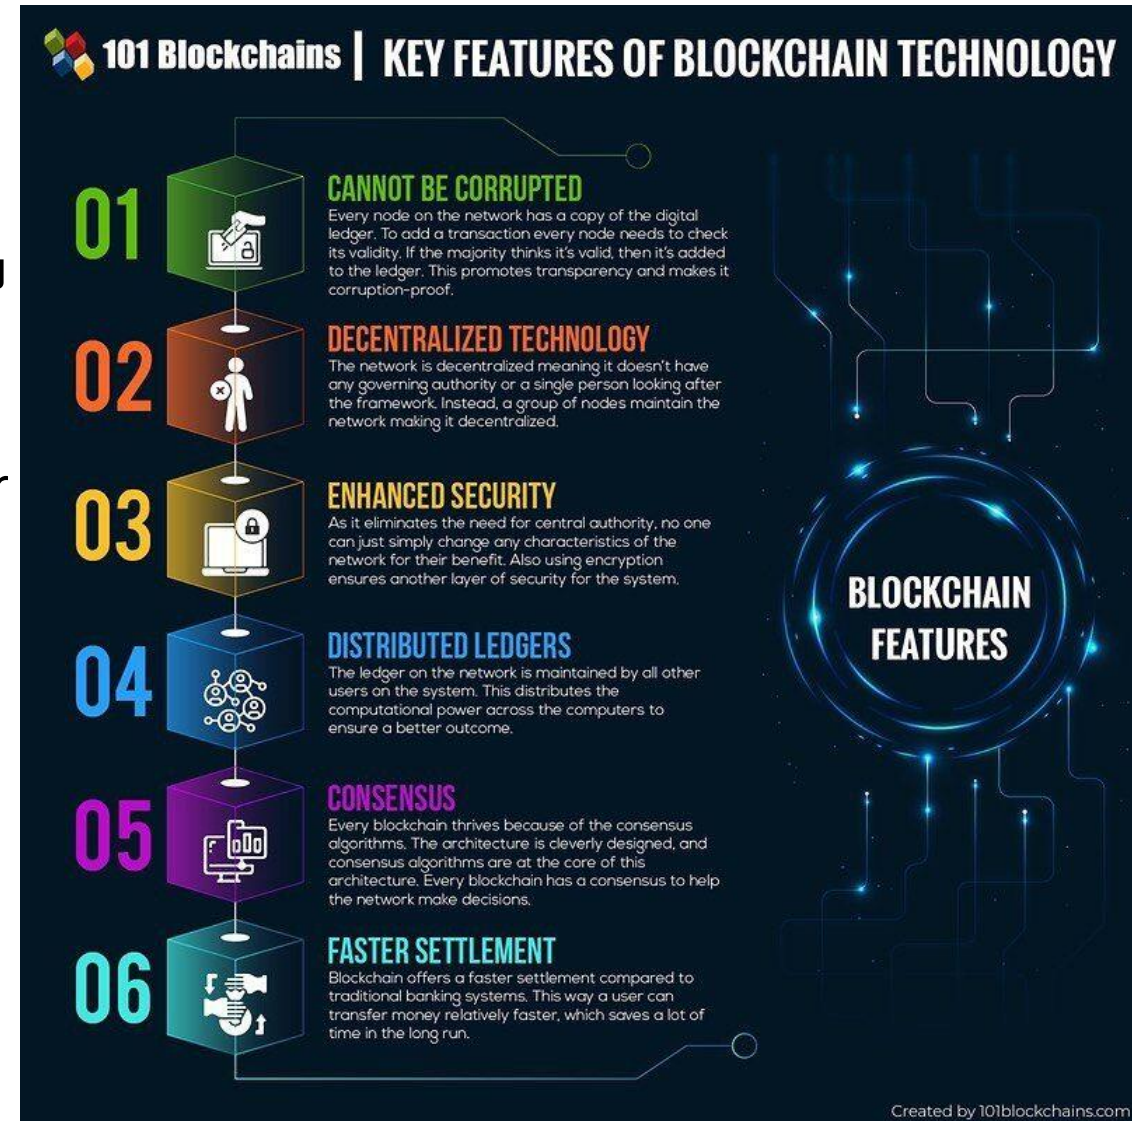 101 Blockchains | KEY FEATURES OF BLOCKCHAIN TECHNOLOGY
01
CANNOT BE CORRUPTED
Every node on the network has a copy of the digital
ledger. To add a transaction every node needs to check
its validity. If the majority thinks it's valid, then it's added
to the ledger. This promotes transparency and makes it
corruption-proof.
02
DECENTRALIZED TECHNOLOGY
The network is decentralized meaning it doesn't have
any governing authority or a single person looking after
the framework. Instead, a group of nodes maintain the
network making it decentralized.
03
ENHANCED SECURITY
As it eliminates the need for central authority, no one
can just simply change any characteristics of the
network for their benefit. Also using encryption
ensures another layer of security for the system.
04
DISTRIBUTED LEDGERS
The ledger on the network is maintained by all other
users on the system. This distributes the
computational power across the computers to
ensure a better outcome.
05
CONSENSUS
Every blockchain thrives because of the consensus
algorithms. The architecture is cleverly designed, and
consensus algorithms are at the core of this
architecture. Every blockchain has a consensus to help
the network make decisions.
06
FASTER SETTLEMENT
Blockchain offers a faster settlement compared to
traditional banking systems. This way a user can
transfer money relatively faster, which saves a lot of
time in the long run.
BLOCKCHAIN
FEATURES
Created by 101blockchains.com